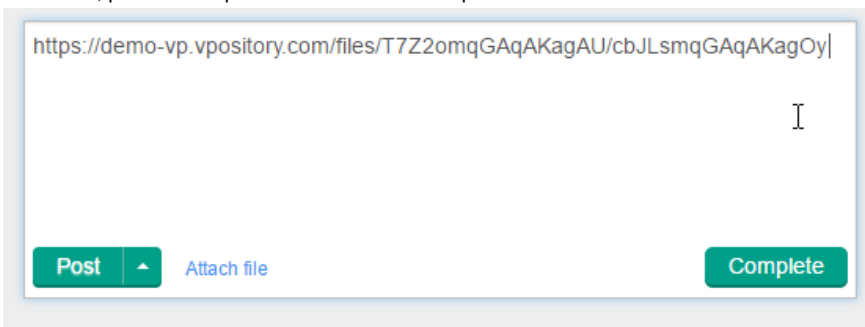 https://demo-vp.vpository.com/files/T7Z2omqGAqAKagAU/cbJLsmqGAqAKagOy
Post
Attach file
Complete